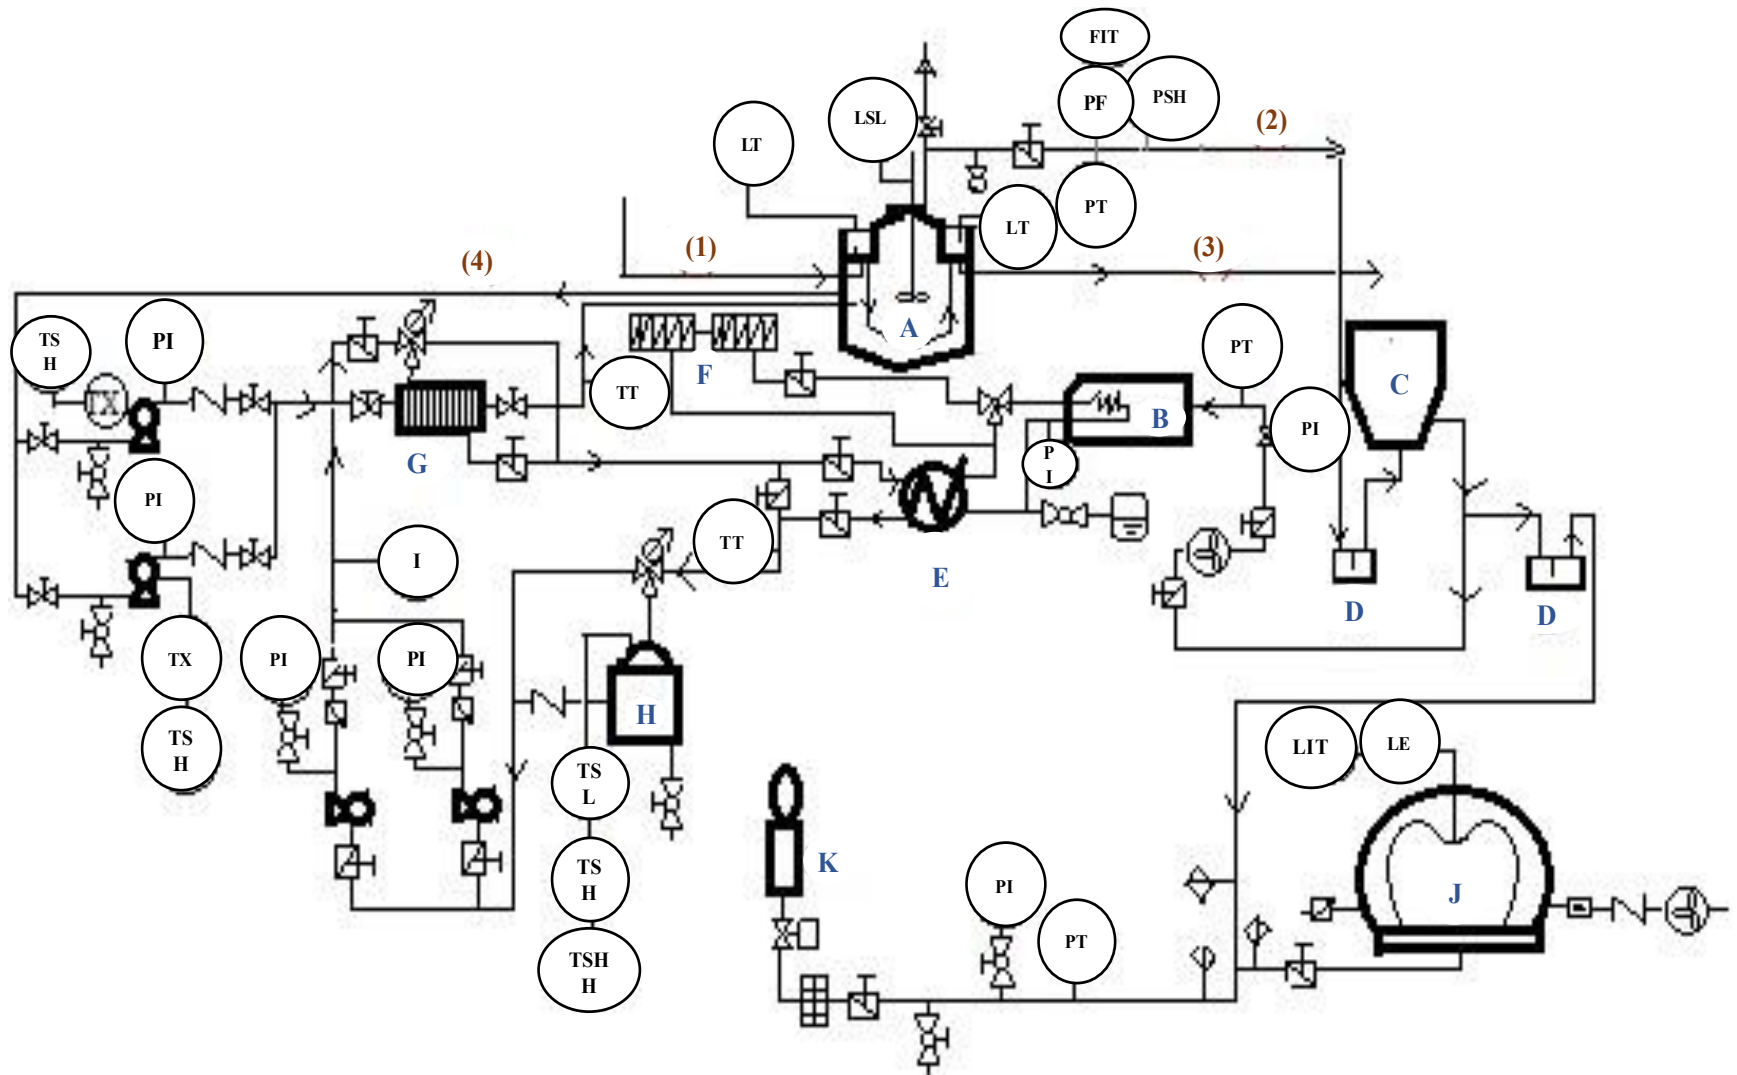 FIT
PF
PSH
LSL
LT
(2)
PT
LT
(1)
(3)
(4)
TS
H
PI
TX
A
F
TT
PT
C
B
PI
G
P
I
PI
TT
I
E
D
D
TX
PI
PI
H
TS
H
LIT
LE
TS
L
K
TS
H
PI
J
PT
TSH
H